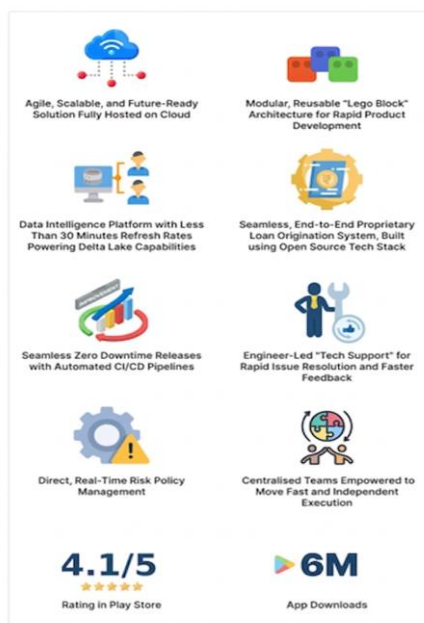 Agile, Scalable, and Future-Ready
Solution Fully Hosted on Cloud
Modular, Reusable "Lego Block"
Architecture for Rapid Product
Development
Data Intelligence Platform with Less
Than 30 Minutes Refresh Rates
Powering Delta Lake Capabilities
Seamless, End-to-End Proprietary
Loan Origination System, Built
using Open Source Tech Stack
IMPROVEMENT
Seamless Zero Downtime Releases
with Automated CI/CD Pipelines
Engineer-Led "Tech Support" for
Rapid Issue Resolution and Faster
Feedback
Direct, Real-Time Risk Policy
Management
Centralised Teams Empowered to
Move Fast and Independent
Execution
4.1/5
Rating in Play Store
6M
App Downloads